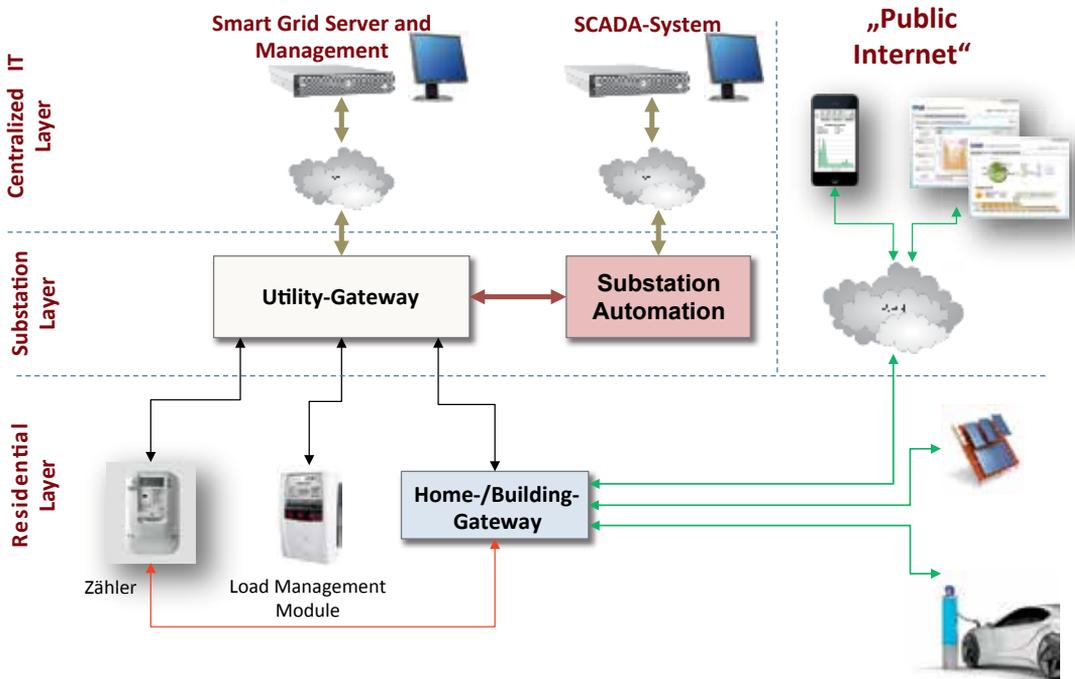 Smart Grid Server and
Management
SCADA-System
„Public
Internet“
Centralized IT
Layer
Substation
Layer
Utility-Gateway
Substation
Automation
Residential
Layer
Home-/Building-
Gateway
Zähler
Load Management
Module